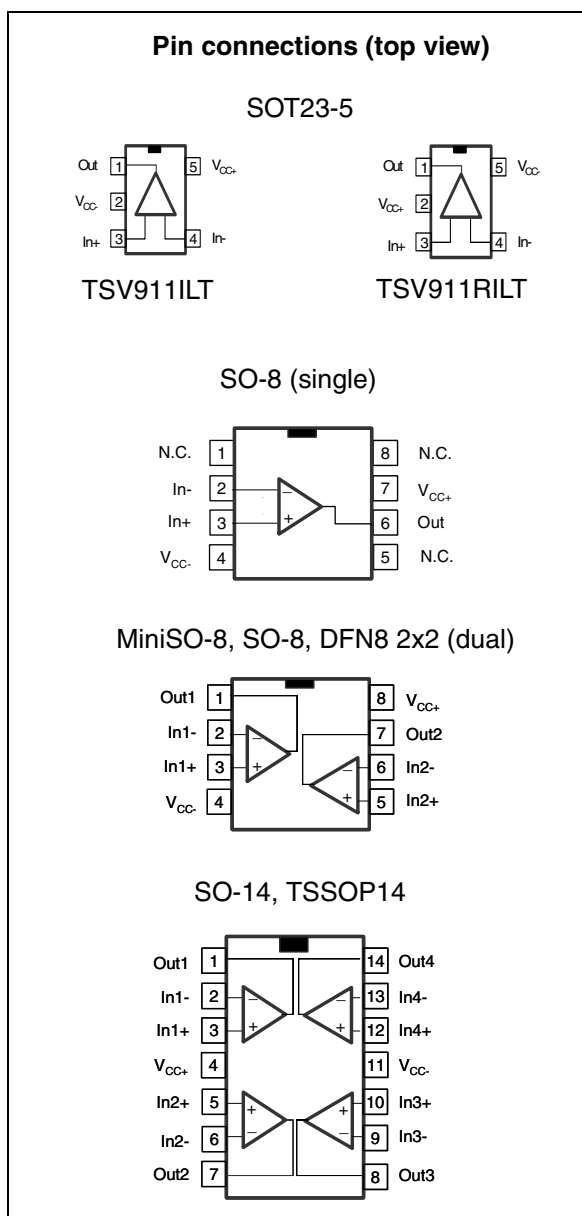 Pin connections (top view)
SOT23-5
Out 1 5 VCC+
VCC- 2
In+ 3 4 In-
TSV911ILT
Out 1 5 VCC-
VCC+ 2
In+ 3 4 In-
TSV911RILT
SO-8 (single)
N.C. 1 8 N.C.
In- 2 _ 7 VCC+
In+ 3 + 6 Out
VCC- 4 5 N.C.
MiniSO-8, SO-8, DFN8 2x2 (dual)
Out1 1 8 VCC+
In1- 2 _ 7 Out2
In1+ 3 + _ 6 In2-
VCC- 4 + 5 In2+
SO-14, TSSOP14
Out1 1 14 Out4
In1- 2 _ _ 13 In4-
In1+ 3 + + 12 In4+
VCC+ 4 11 VCC-
In2+ 5 + + 10 In3+
In2- 6 _ _ 9 In3-
Out2 7 8 Out3